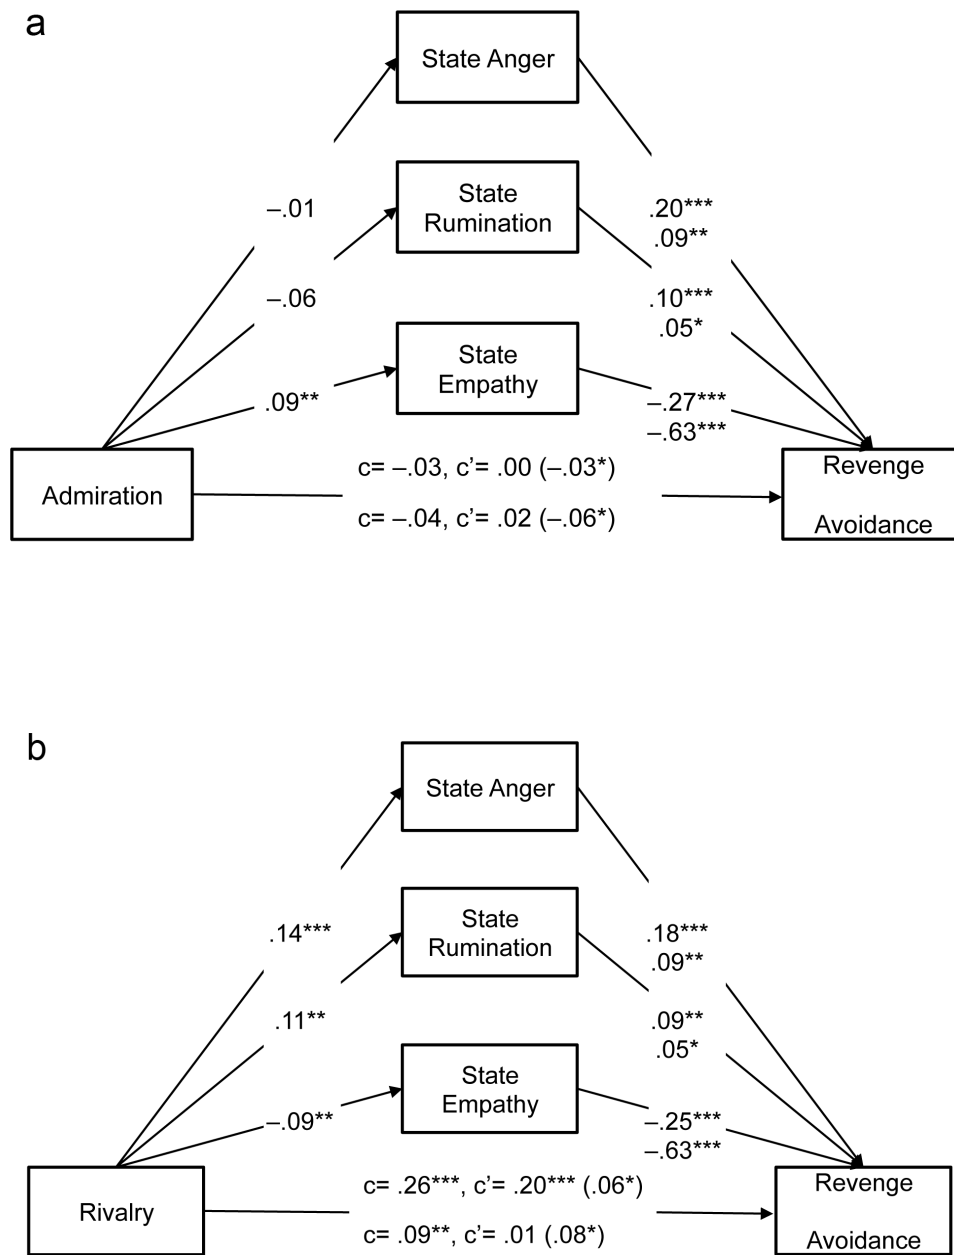 a
State Anger
State
Rumination
–.01
.20***
.09**
–.06
.10***
.05*
State
Empathy
.09**
–.27***
–.63***
Admiration
c= –.03, c’= .00 (–.03*)
c= –.04, c’= .02 (–.06*)
Revenge
Avoidance
b
State Anger
State
Rumination
.14***
.18***
.09**
.11**
.09**
.05*
State
Empathy
–.09**
–.25***
–.63***
Rivalry
c= .26***, c’= .20*** (.06*)
c= .09**, c’= .01 (.08*)
Revenge
Avoidance